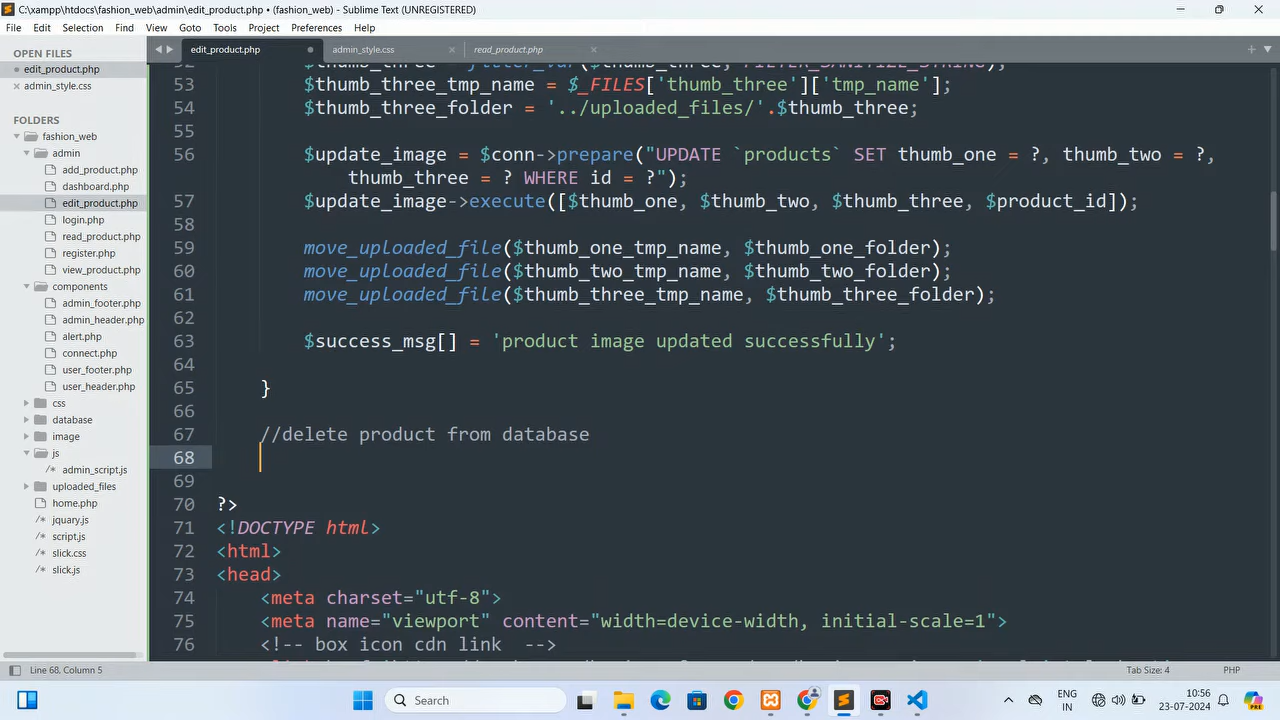 C:\xampp\htdocs\fashion_web\admin\edit_product.php • (fashion_web) - Sublime Text (UNREGISTERED)
File Edit Selection Find View Goto Tools Project Preferences Help
OPEN FILES
edit_product.php
admin_style.css
FOLDERS
fashion_web
admin
add_product.php
dashboard.php
edit_product.php
login.php
read_product.php
register.php
view_product.php
components
admin_footer.php
admin_header.php
alert.php
connect.php
user_footer.php
user_header.php
css
database
image
js
admin_script.js
uploaded_files
home.php
jquary.js
script.js
slick.css
slick.js
edit_product.php admin_style.css read_product.php
52 $thumb_three = filter_var($thumb_three, FILTER_SANITIZE_STRING);
53 $thumb_three_tmp_name = $_FILES['thumb_three']['tmp_name'];
54 $thumb_three_folder = '../uploaded_files/'.$thumb_three;
55
56 $update_image = $conn->prepare("UPDATE `products` SET thumb_one = ?, thumb_two = ?,
thumb_three = ? WHERE id = ?");
57 $update_image->execute([$thumb_one, $thumb_two, $thumb_three, $product_id]);
58
59 move_uploaded_file($thumb_one_tmp_name, $thumb_one_folder);
60 move_uploaded_file($thumb_two_tmp_name, $thumb_two_folder);
61 move_uploaded_file($thumb_three_tmp_name, $thumb_three_folder);
62
63 $success_msg[] = 'product image updated successfully';
64
65 }
66
67 //delete product from database
68
69
70 ?>
71 <!DOCTYPE html>
72 <html>
73 <head>
74 <meta charset="utf-8">
75 <meta name="viewport" content="width=device-width, initial-scale=1">
76 <!-- box icon cdn link -->
Line 68, Column 5 Tab Size: 4 PHP
Search
ENG
IN
10:56
23-07-2024